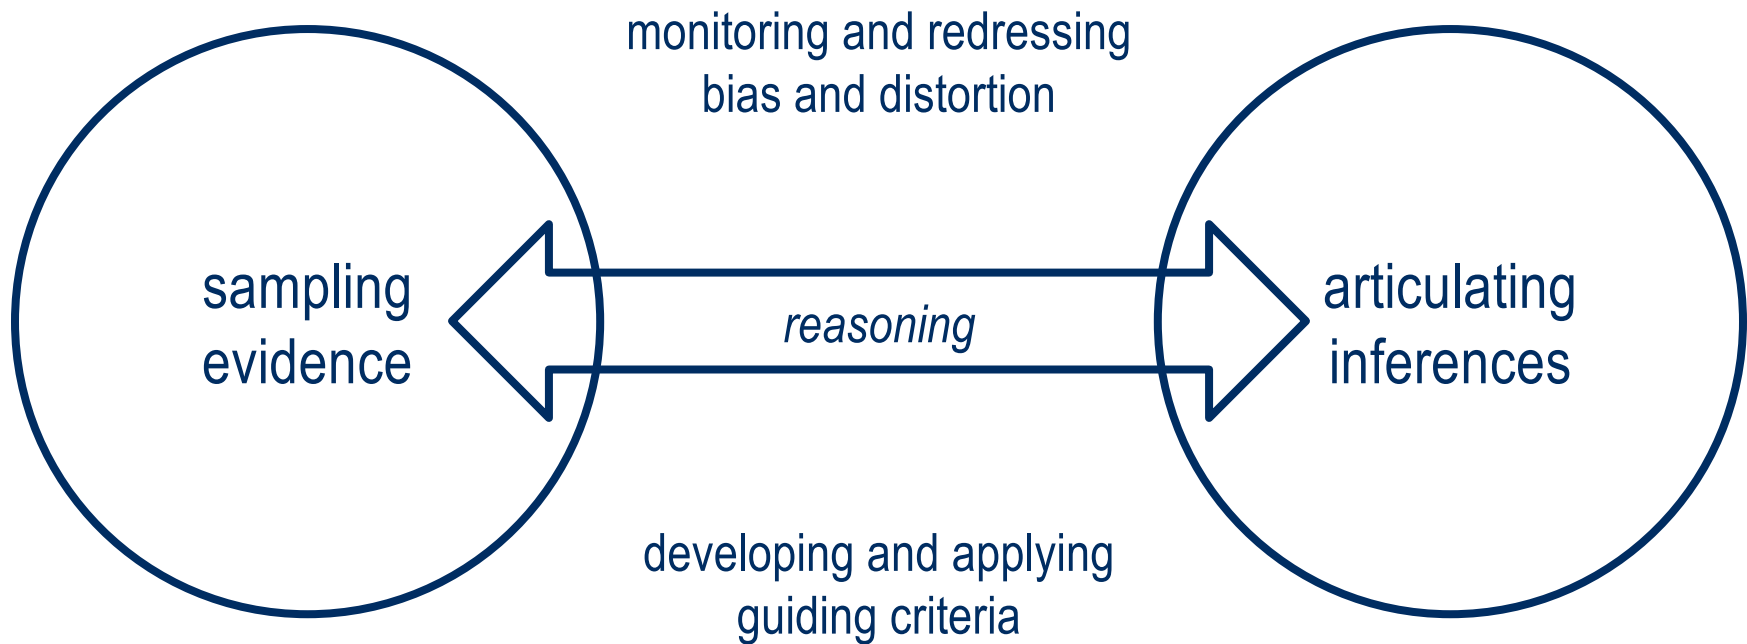 monitoring and redressing
bias and distortion
sampling
evidence
reasoning
articulating
inferences
developing and applying
guiding criteria